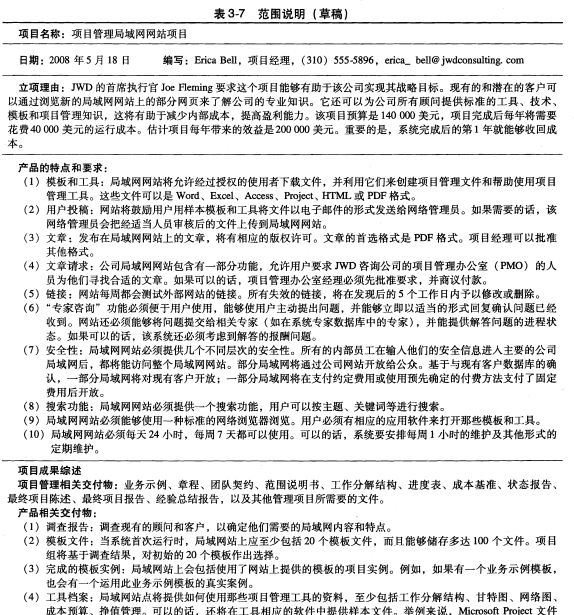 表 3-7 范围说明（草稿）
项目名称：项目管理局域网网站项目
日期：2008 年 5 月 18 日 编写：Erica Bell，项目经理，(310) 555-5896，erica_ bell@jwdconsulting. com
立项理由：JWD 的首席执行官 Joe Fleming 要求这个项目能够有助于该公司实现其战略目标。现有的和潜在的客户可
以通过浏览新的局域网网站上的部分网页来了解公司的专业知识。它还可以为公司所有顾问提供标准的工具、技术、
模板和项目管理知识，这将有助于减少内部成本，提高盈利能力。该项目预算是 140 000 美元，项目完成后每年将需要
花费 40 000 美元的运行成本。估计项目每年带来的效益是 200 000 美元。重要的是，系统完成后的第 1 年就能够收回成
本。
产品的特点和要求：
（1）模板和工具：局域网网站将允许经过授权的使用者下载文件，并利用它们来创建项目管理文件和帮助使用项目
管理工具。这些文件可以是 Word、Excel、Access、Project、HTML 或 PDF 格式。
（2）用户投稿：网站将鼓励用户用样本模板和工具将文件以电子邮件的形式发送给网络管理员。如果需要的话，该
网络管理员会把经适当人员审核后的文件上传到局域网网站。
（3）文章：发布在局域网网站上的文章，将有相应的版权许可。文章的首选格式是 PDF 格式。项目经理可以批准
其他格式。
（4）文章请求：公司局域网网站包含有一部分功能，允许用户要求 JWD 咨询公司的项目管理办公室（PMO）的人
员为他们寻找合适的文章。如果可以的话，项目管理办公室经理必须先批准要求，并商议付款。
（5）链接：网站每周都会测试外部网站的链接。所有失效的链接，将在发现后的 5 个工作日内予以修改或删除。
（6）“专家咨询”功能必须便于用户使用，能够使用户主动提出问题，并能够立即以适当的形式回复确认问题已经
收到。网站还必须能够将问题提交给相关专家（如在系统专家数据库中的专家），并能提供解答问题的进程状
态。如果可以的话，该系统还必须考虑到解答的报酬问题。
（7）安全性：局域网网站必须提供几个不同层次的安全性。所有的内部员工在输入他们的安全信息进入主要的公司
局域网后，都将能访问整个局域网网站。部分局域网将通过公司网站开放给公众。基于与现有客户数据库的确
认，一部分局域网将对现有客户开放；一部分局域网将在支付约定费用或使用预先确定的付费方法支付了固定
费用后开放。
（8）搜索功能：局域网网站必须提供一个搜索功能，用户可以按主题、关键词等进行搜索。
（9）局域网网站必须能够使用一种标准的网络浏览器浏览。用户必须有相应的应用软件来打开那些模板和工具。
（10）局域网网站必须每天 24 小时，每周 7 天都可以使用。可以的话，系统要安排每周 1 小时的维护及其他形式的
定期维护。
项目成果综述
项目管理相关交付物：业务示例、章程、团队契约、范围说明书、工作分解结构、进度表、成本基准、状态报告、
最终项目陈述、最终项目报告、经验总结报告，以及其他管理项目所需要的文件。
产品相关交付物：
（1）调查报告：调查现有的顾问和客户，以确定他们需要的局域网内容和特点。
（2）模板文件：当系统首次运行时，局域网站上应至少包括 20 个模板文件，而且能够储存多达 100 个文件。项目
组将基于调查结果，对初始的 20 个模板作出选择。
（3）完成的模板实例：局域网站上会包括使用了网站上提供的模板的项目实例。例如，如果有一个业务示例模板，
也会有一个运用此业务示例模板的真实案例。
（4）工具档案：局域网站点将提供如何使用那些项目管理工具的资料，至少包括工作分解结构、甘特图、网络图、
成本预算、挣值管理。可以的话，还将在工具相应的软件中提供样本文件。举例来说，Microsoft Project 文件